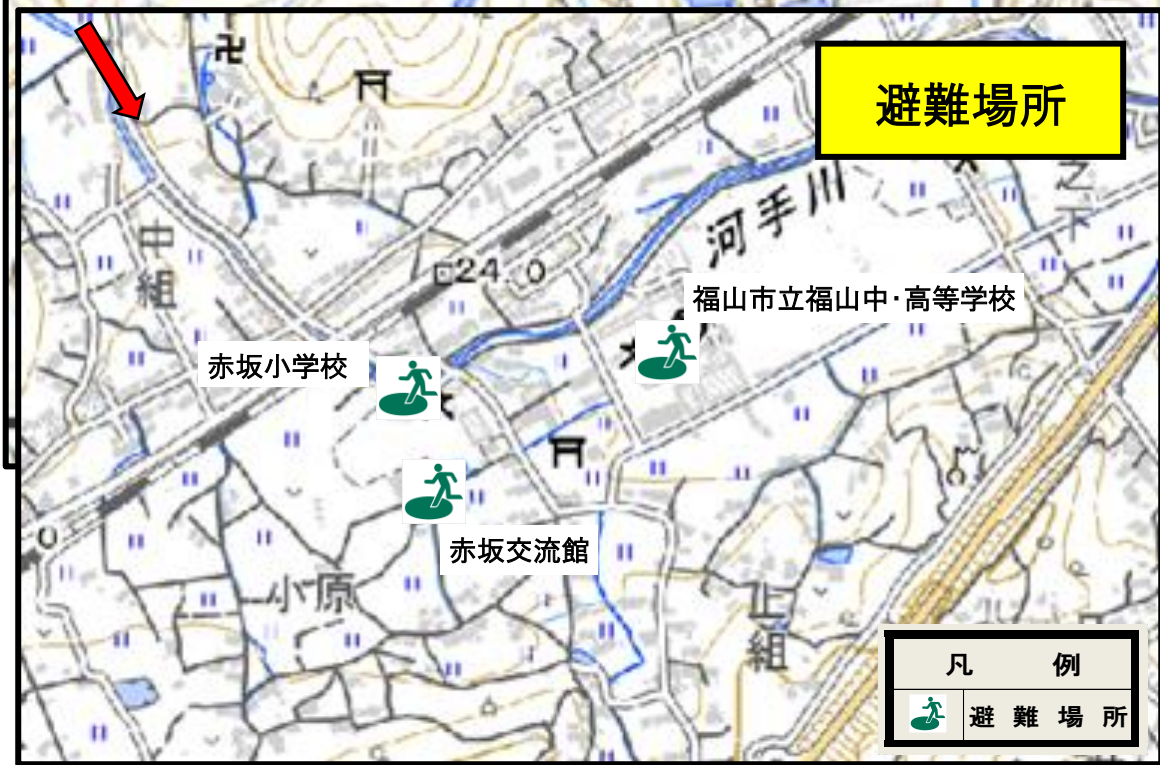 避難場所
河手川
之下
中組
24.0
福山市立福山中・高等学校
赤坂小学校
赤坂交流館
小原
上組
凡 例
避 難 場 所